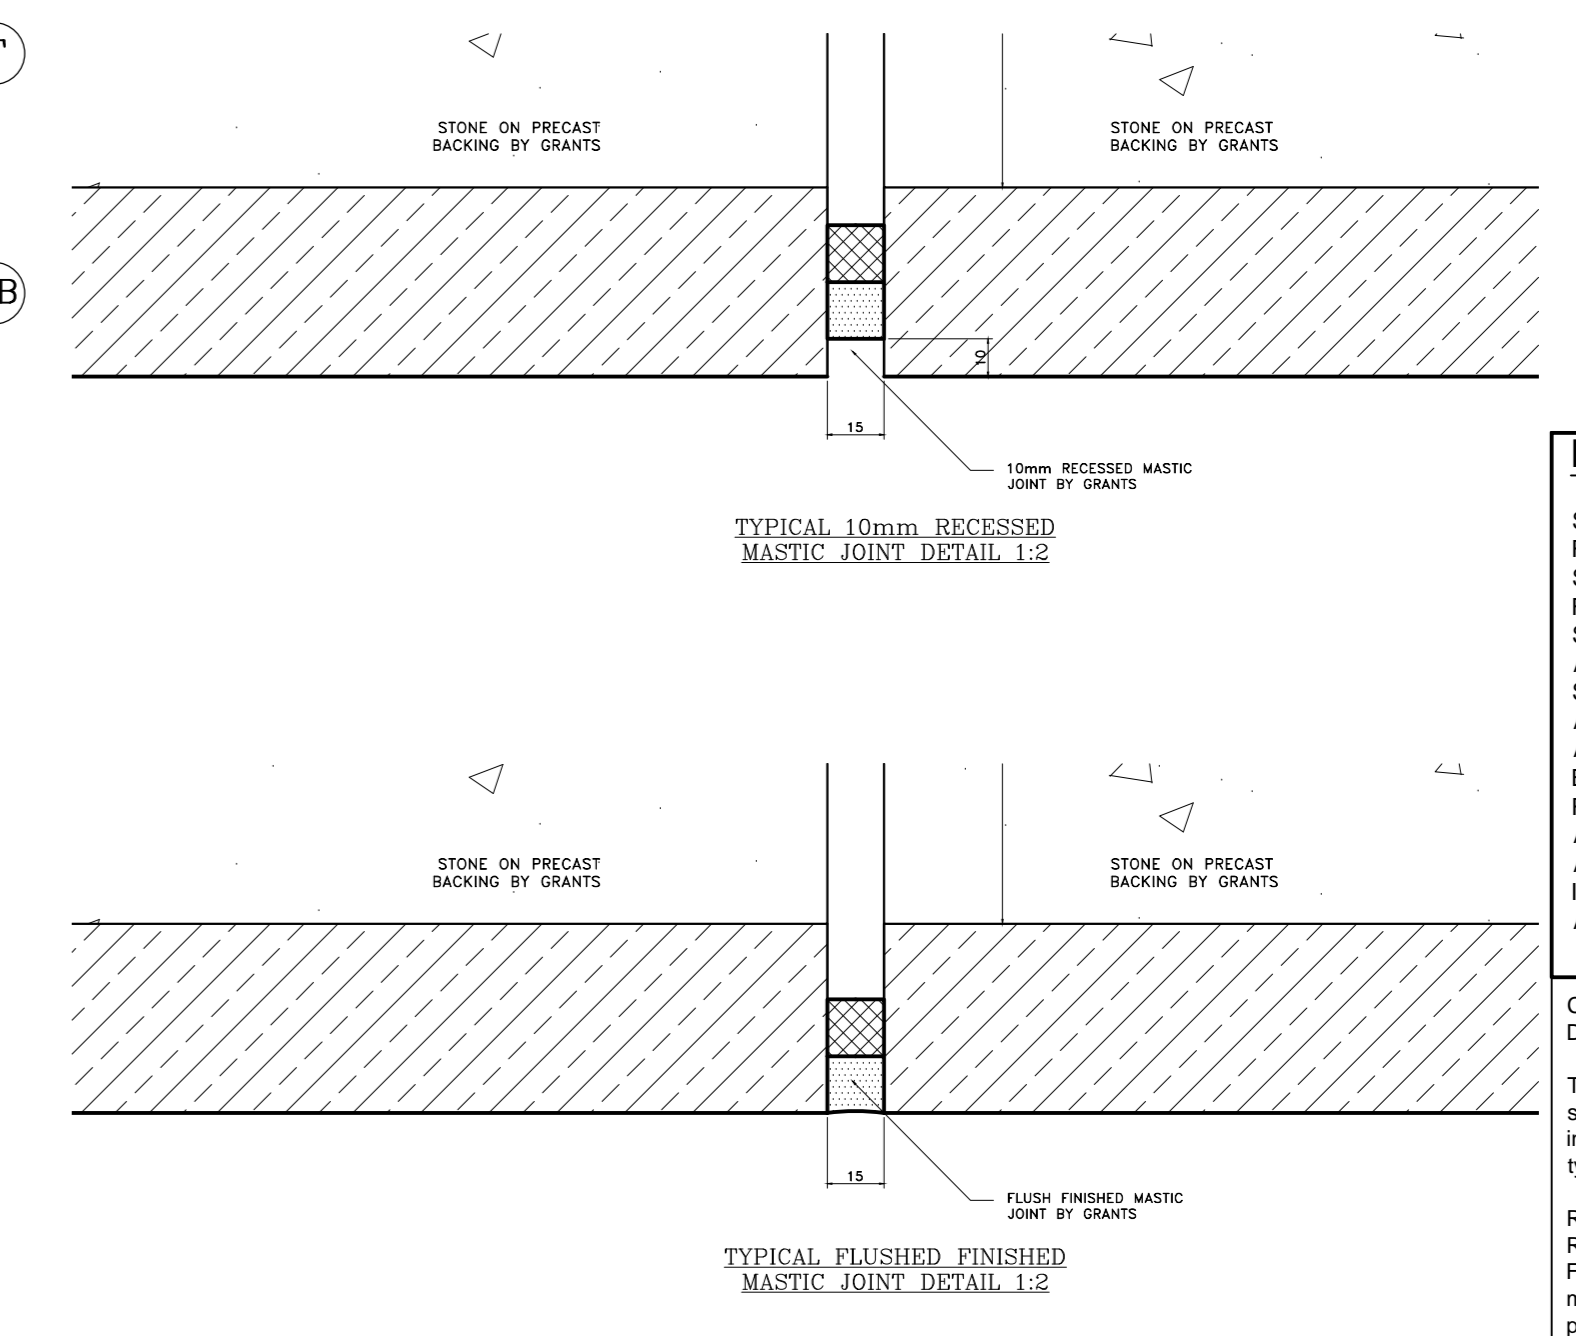 B
STONE ON PRECAST
BACKING BY GRANTS
STONE ON PRECAST
BACKING BY GRANTS
10
15
10mm RECESSED MASTIC
JOINT BY GRANTS
TYPICAL 10mm RECESSED
MASTIC JOINT DETAIL 1:2
STONE ON PRECAST
BACKING BY GRANTS
STONE ON PRECAST
BACKING BY GRANTS
15
FLUSH FINISHED MASTIC
JOINT BY GRANTS
TYPICAL FLUSHED FINISHED
MASTIC JOINT DETAIL 1:2